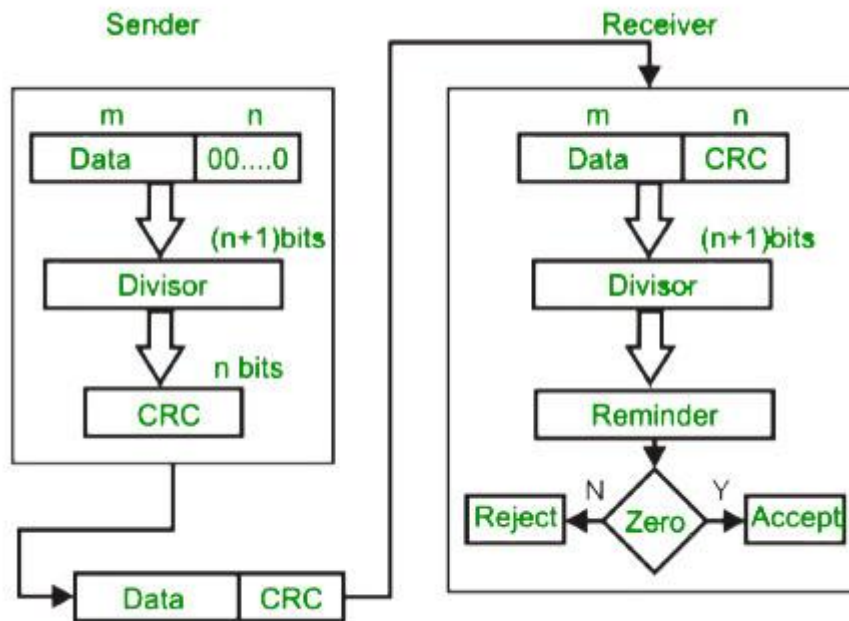 Sender
m n
Data 00....0
(n+1)bits
Divisor
n bits
CRC
Data CRC
Receiver
m n
Data CRC
(n+1)bits
Divisor
Reminder
N Y
Reject Zero Accept